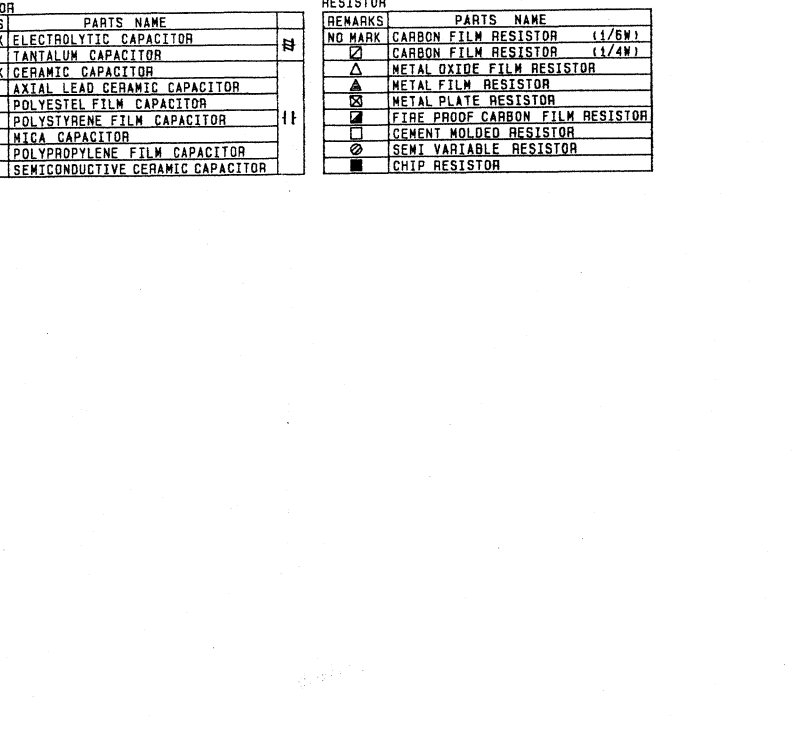 OR
S PARTS NAME
K ELECTROLYTIC CAPACITOR
TANTALUM CAPACITOR
K CERAMIC CAPACITOR
AXIAL LEAD CERAMIC CAPACITOR
POLYESTEL FILM CAPACITOR
POLYSTYRENE FILM CAPACITOR
MICA CAPACITOR
POLYPROPYLENE FILM CAPACITOR
SEMICONDUCTIVE CERAMIC CAPACITOR
RESISTOR
REMARKS PARTS NAME
NO MARK CARBON FILM RESISTOR (1/6W)
CARBON FILM RESISTOR (1/4W)
METAL OXIDE FILM RESISTOR
METAL FILM RESISTOR
METAL PLATE RESISTOR
FIRE PROOF CARBON FILM RESISTOR
CEMENT MOLDED RESISTOR
SEMI VARIABLE RESISTOR
CHIP RESISTOR